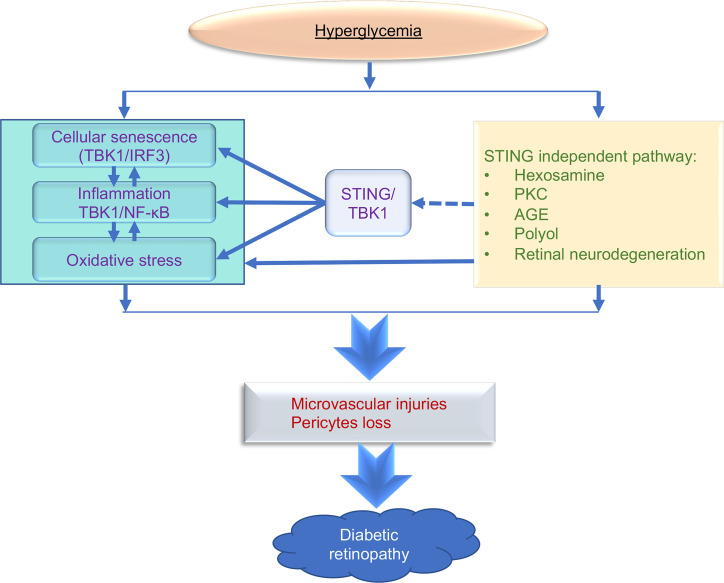 Hyperglycemia
Cellular senescence
(TBK1/IRF3)
Inflammation
TBK1/NF-κB
Oxidative stress
STING/
TBK1
STING independent pathway:
• Hexosamine
• PKC
• AGE
• Polyol
• Retinal neurodegeneration
Microvascular injuries
Pericytes loss
Diabetic
retinopathy